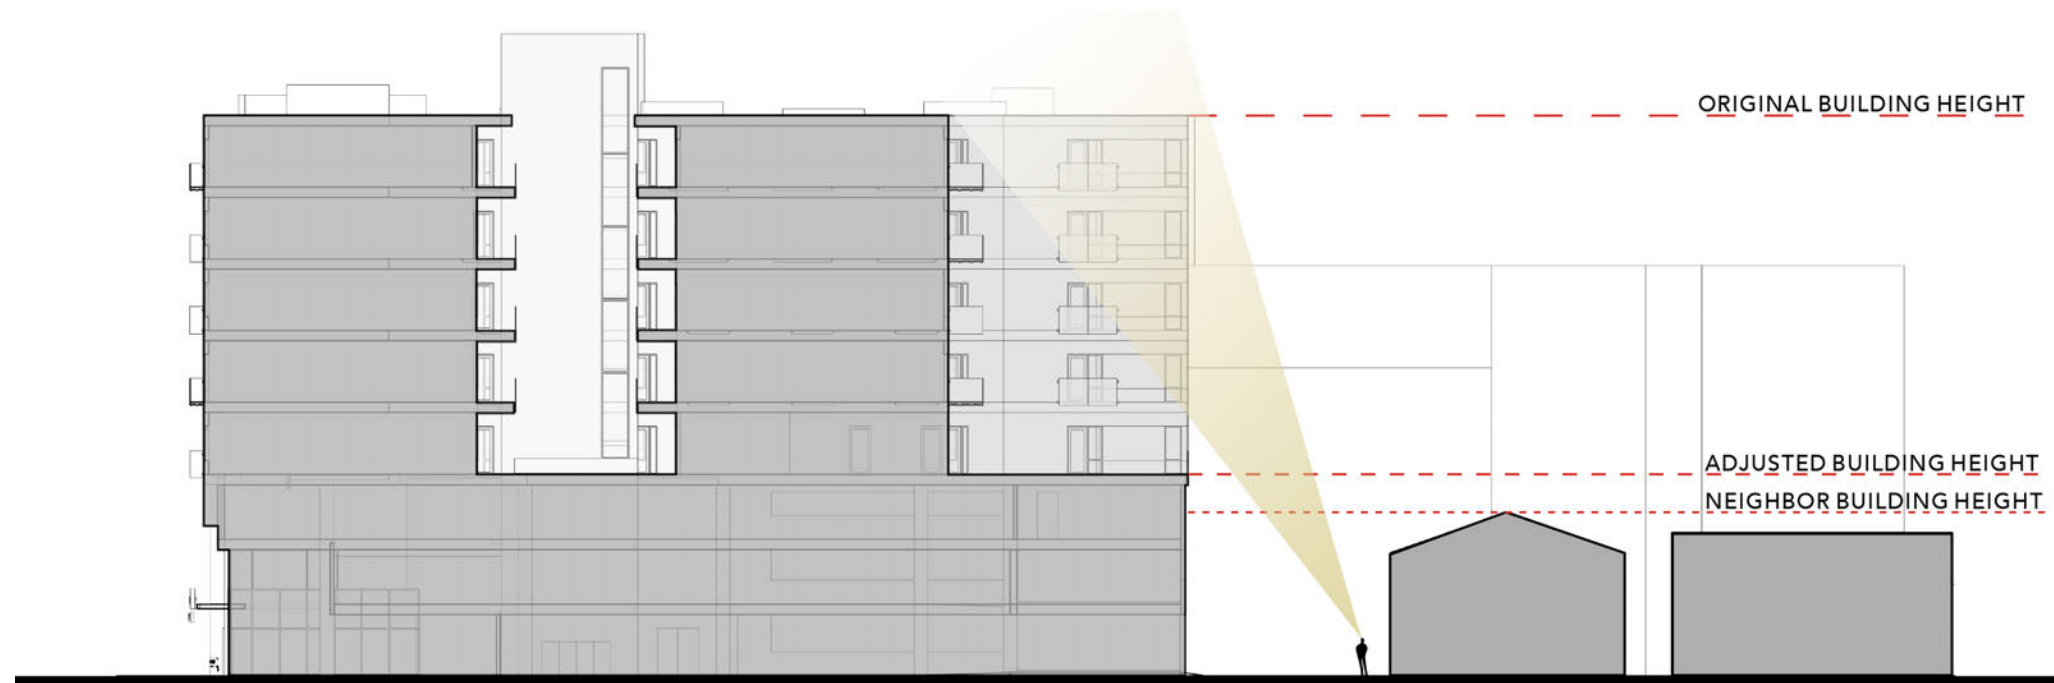 ORIGINAL BUILDING HEIGHT
ADJUSTED BUILDING HEIGHT
NEIGHBOR BUILDING HEIGHT